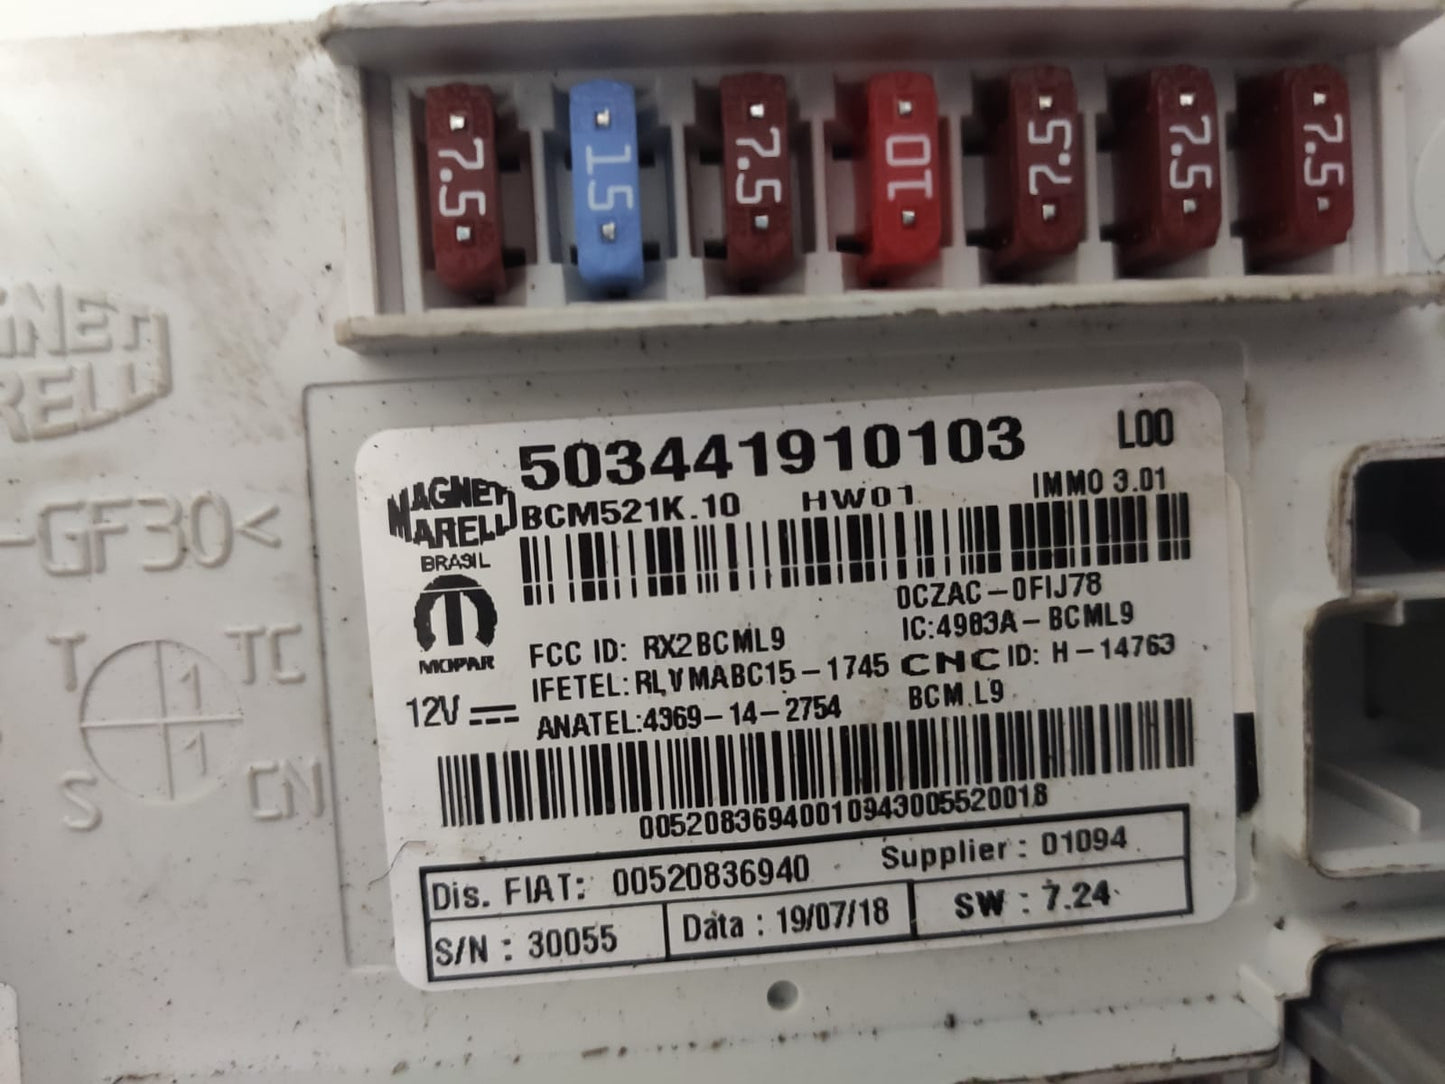 7.5 15 7.5 10 7.5 7.5 7.5
GNET
RELLI
-GF30<
T TC
S CN
1
1
503441910103 L00
MAGNETI
MARELLI
BCM521K.10 HW01 IMMO 3.01
BRASIL
MOPAR
0CZAC-0FIJ78
FCC ID: RX2BCML9 IC:4983A-BCML9
IFETEL: RLVMABC15-1745 CNC ID: H-14763
12V
ANATEL:4369-14-2754 BCM.L9
00520836940010943005520018
Dis. FIAT: 00520836940 Supplier: 01094
S/N : 30055 Data : 19/07/18 SW : 7.24